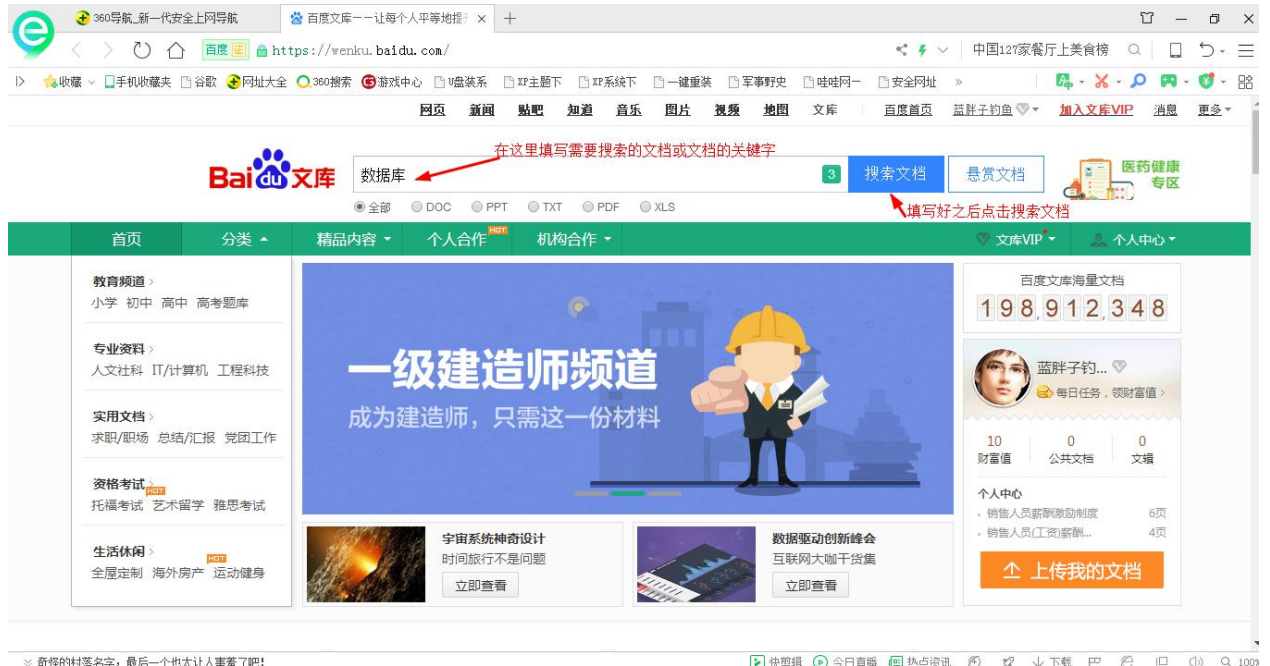 360导航_新一代安全上网导航 百度文库——让每个人平等地提升
百度 证 https://wenku.baidu.com/ 中国127家餐厅上美食榜
收藏 手机收藏夹 谷歌 网址大全 360搜索 游戏中心 U盘装系 XP主题下 XP系统下 一键重装 军事野史 哇哇网一 安全网址 »
网页 新闻 贴吧 知道 音乐 图片 视频 地图 文库 百度首页 蓝胖子钓鱼 加入文库VIP 消息 更多
在这里填写需要搜索的文档或文档的关键字
Bai du 文库 数据库 3 搜索文档 悬赏文档 医药健康
专区
全部 DOC PPT TXT PDF XLS 填写好之后点击搜索文档
首页 分类 精品内容 个人合作 HOT 机构合作 文库VIP 个人中心
教育频道 >
小学 初中 高中 高考题库
专业资料 >
人文社科 IT/计算机 工程科技
实用文档 >
求职/职场 总结/汇报 党团工作
资格考试 > HOT
托福考试 艺术留学 雅思考试
生活休闲 > HOT
全屋定制 海外房产 运动健身
一级建造师频道
成为建造师，只需这一份材料
宇宙系统神奇设计
时间旅行不是问题
立即查看
数据驱动创新峰会
互联网大咖干货集
立即查看
百度文库海量文档
198,912,348
蓝胖子钓...
每日任务，领财富值 >
10 0 0
财富值 公共文档 文辑
个人中心
销售人员薪酬激励制度 6页
销售人员(工资)薪酬... 4页
上传我的文档
奇怪的村落名字，最后一个也太让人害羞了吧！ 快剪辑 今日直播 热点资讯 下载 100%